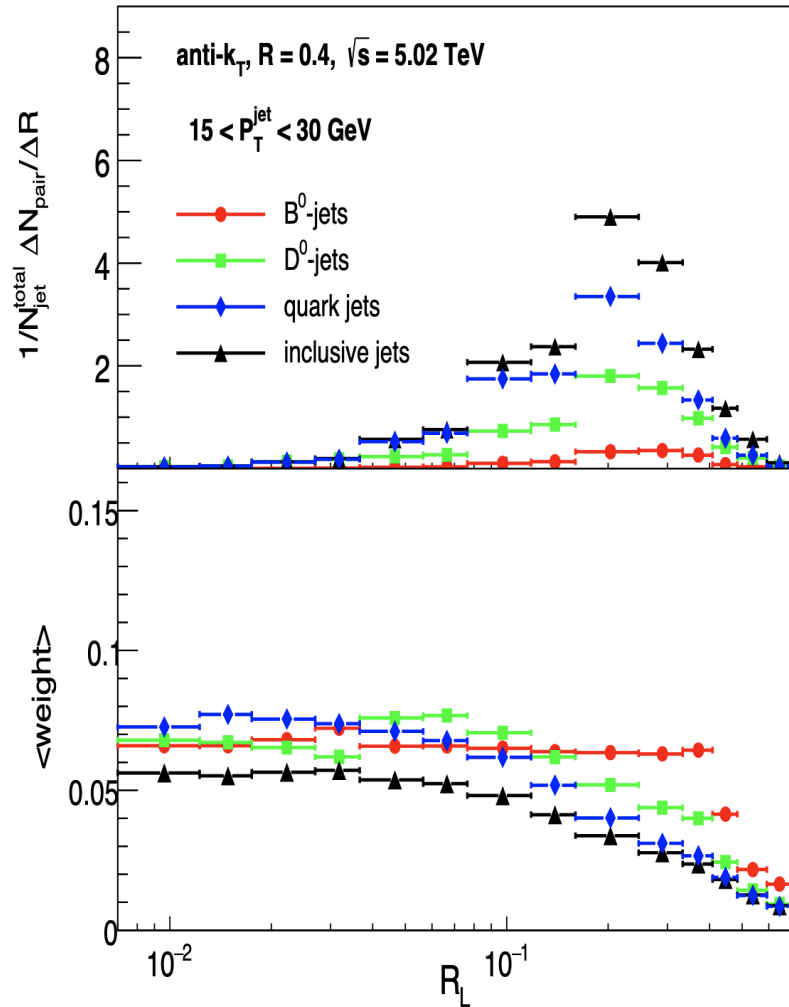 anti-k_T, R = 0.4, √s = 5.02 TeV
15 < P_T^jet < 30 GeV
B⁰-jets
D⁰-jets
quark jets
inclusive jets
1/N_jet^total ΔN_pair/ΔR
8
6
4
2
<weight>
0.15
0.1
0.05
0
10⁻²
10⁻¹
R_L